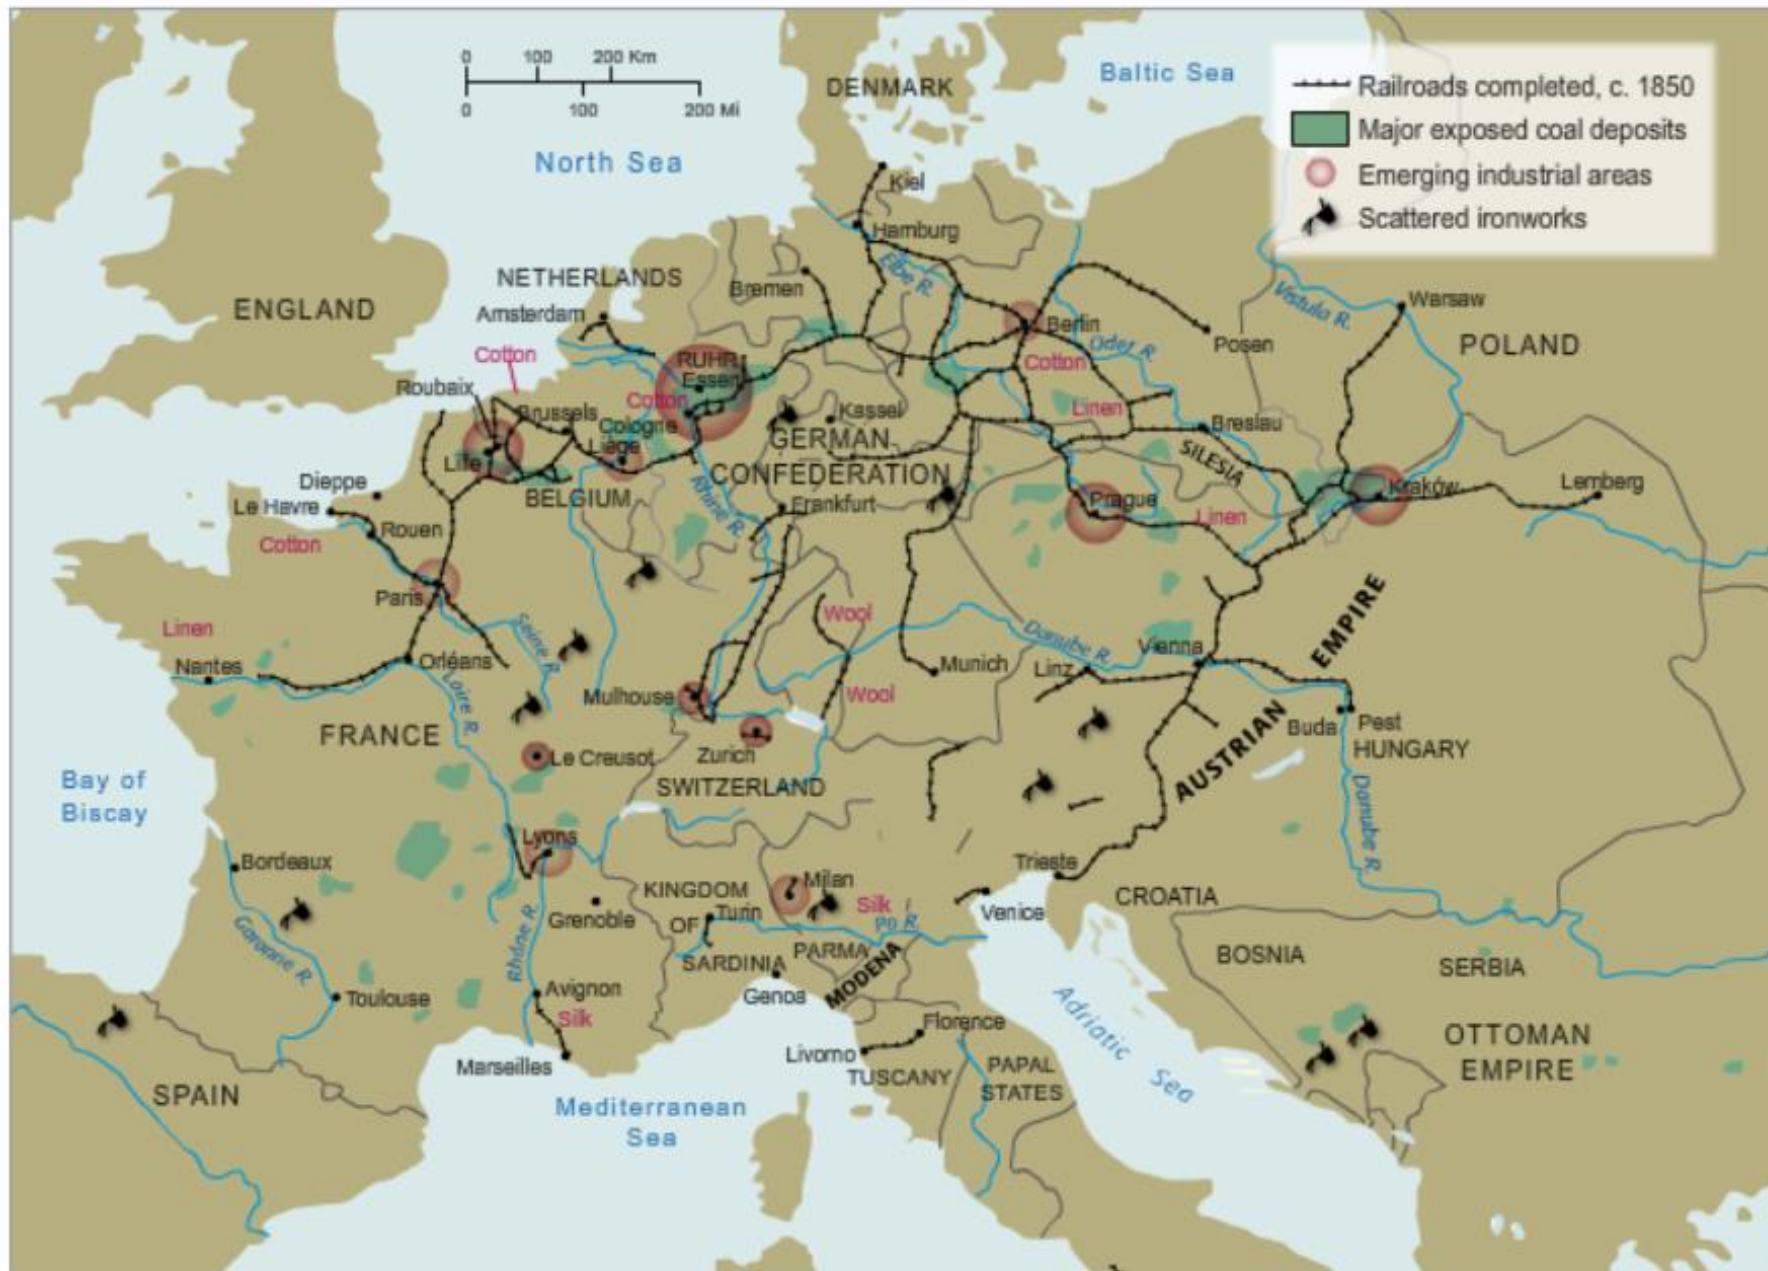 0 100 200 Km
0 100 200 Mi
DENMARK
Baltic Sea
Railroads completed, c. 1850
Major exposed coal deposits
Emerging industrial areas
Scattered ironworks
North Sea
Kiel
Hamburg
Elbe R.
NETHERLANDS
Bremen
ENGLAND
Amsterdam
Vistula R.
Warsaw
Berlin
Oder R.
Posen
POLAND
Cotton
RUHR
Essen
Cotton
Roubaix
Cotton
Brussels
Cologne
Kassel
Linen
Breslau
Liège
GERMAN
CONFEDERATION
SILESIA
Lille
BELGIUM
Rhine R.
Dieppe
Le Havre
Frankfurt
Prague
Kraków
Lemberg
Rouen
Cotton
Linen
Paris
Linen
Seine R.
Wool
Danube R.
Vienna
AUSTRIAN EMPIRE
Nantes
Orléans
Loire R.
Munich
Linz
Mulhouse
Wool
Buda
Pest
HUNGARY
FRANCE
Le Creusot
Zurich
SWITZERLAND
Bay of
Biscay
Danube R.
Lyons
Bordeaux
Trieste
Milan
KINGDOM
OF
SARDINIA
Turin
Silk
Po R.
Venice
CROATIA
Grenoble
Garonne R.
Rhône R.
PARMA
MODENA
BOSNIA
SERBIA
Toulouse
Avignon
Silk
Genoa
Adriatic Sea
Florence
Livorno
TUSCANY
PAPAL
STATES
OTTOMAN
EMPIRE
Marseilles
SPAIN
Mediterranean
Sea